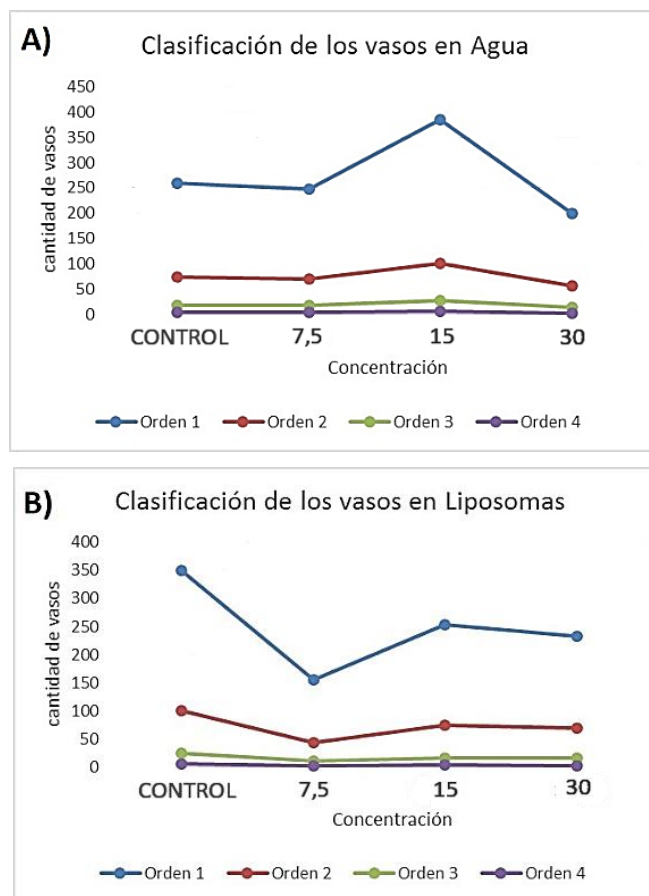 A)
Clasificación de los vasos en Agua
cantidad de vasos
450
400
350
300
250
200
150
100
50
0
CONTROL 7,5 15 30
Concentración
Orden 1 Orden 2 Orden 3 Orden 4
B)
Clasificación de los vasos en Liposomas
cantidad de vasos
400
350
300
250
200
150
100
50
0
CONTROL 7,5 15 30
Concentración
Orden 1 Orden 2 Orden 3 Orden 4